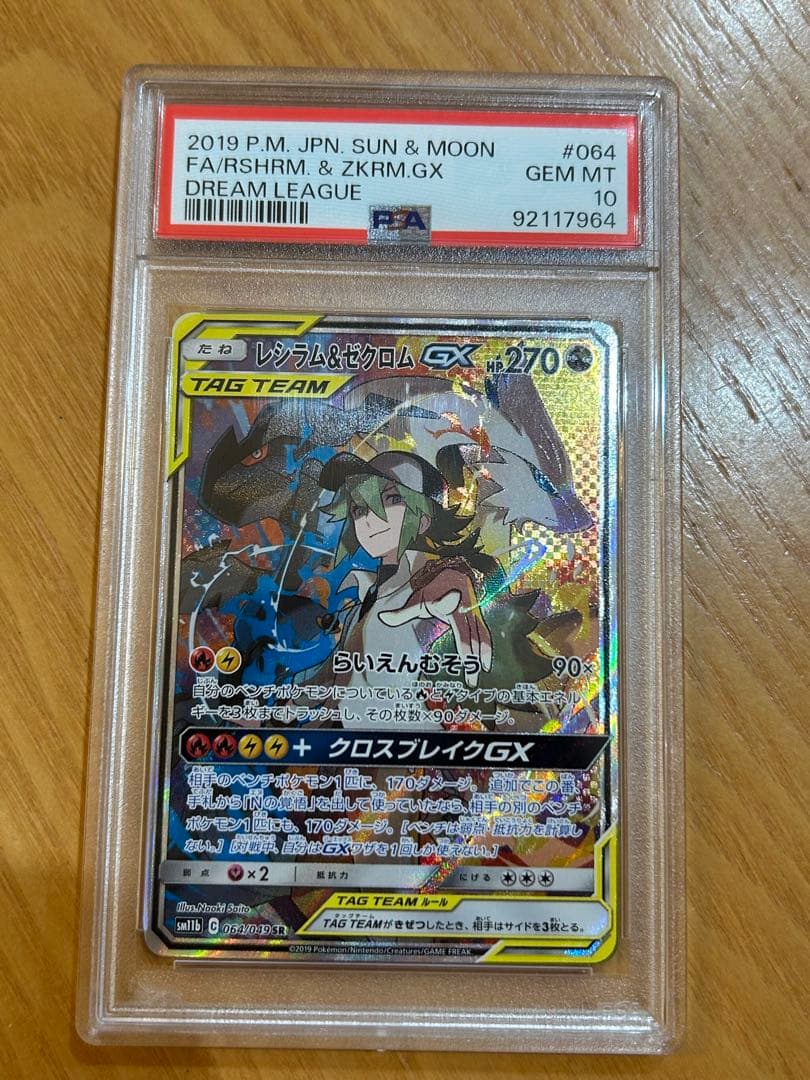 2019 P.M. JPN. SUN & MOON #064
FA/RSHRM. & ZKRM.GX GEM MT
DREAM LEAGUE 10
92117964
PSA
たね レシラム&ゼクロムGX HP270
TAG TEAM
らいえんむそう 90×
自分のベンチポケモンについている と タイプの基本エネル
ギーを3枚までトラッシュし、その枚数×90ダメージ。
+ クロスブレイクGX
相手のベンチポケモン1匹に、170ダメージ。追加でこの番、
手札から「Nの覚悟」を出して使っていたなら、相手の別のベンチ
ポケモン1匹にも、170ダメージ。[ベンチは弱点・抵抗力を計算し
ない。] [対戦中、自分はGXワザを1回しか使えない。]
弱点 ×2 抵抗力 にげる
Illus.Naoki Saito
TAG TEAM ルール
TAG TEAMがきぜつしたとき、相手はサイドを3枚とる。
sm11b C 064/049 SR
©2019 Pokémon/Nintendo/Creatures/GAME FREAK.